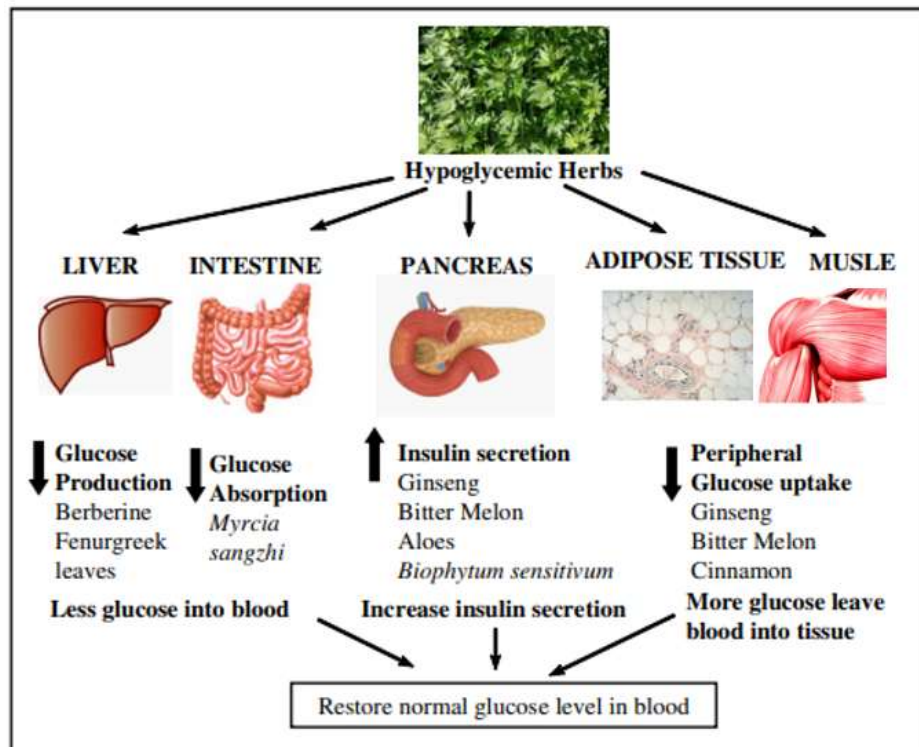 Hypoglycemic Herbs
LIVER
INTESTINE
PANCREAS
ADIPOSE TISSUE
MUSLE
Glucose
Production
Berberine
Fenurgreek
leaves
Glucose
Absorption
Myrcia
sangzhi
Less glucose into blood
Insulin secretion
Ginseng
Bitter Melon
Aloes
Biophytum sensitivum
Increase insulin secretion
Peripheral
Glucose uptake
Ginseng
Bitter Melon
Cinnamon
More glucose leave
blood into tissue
Restore normal glucose level in blood